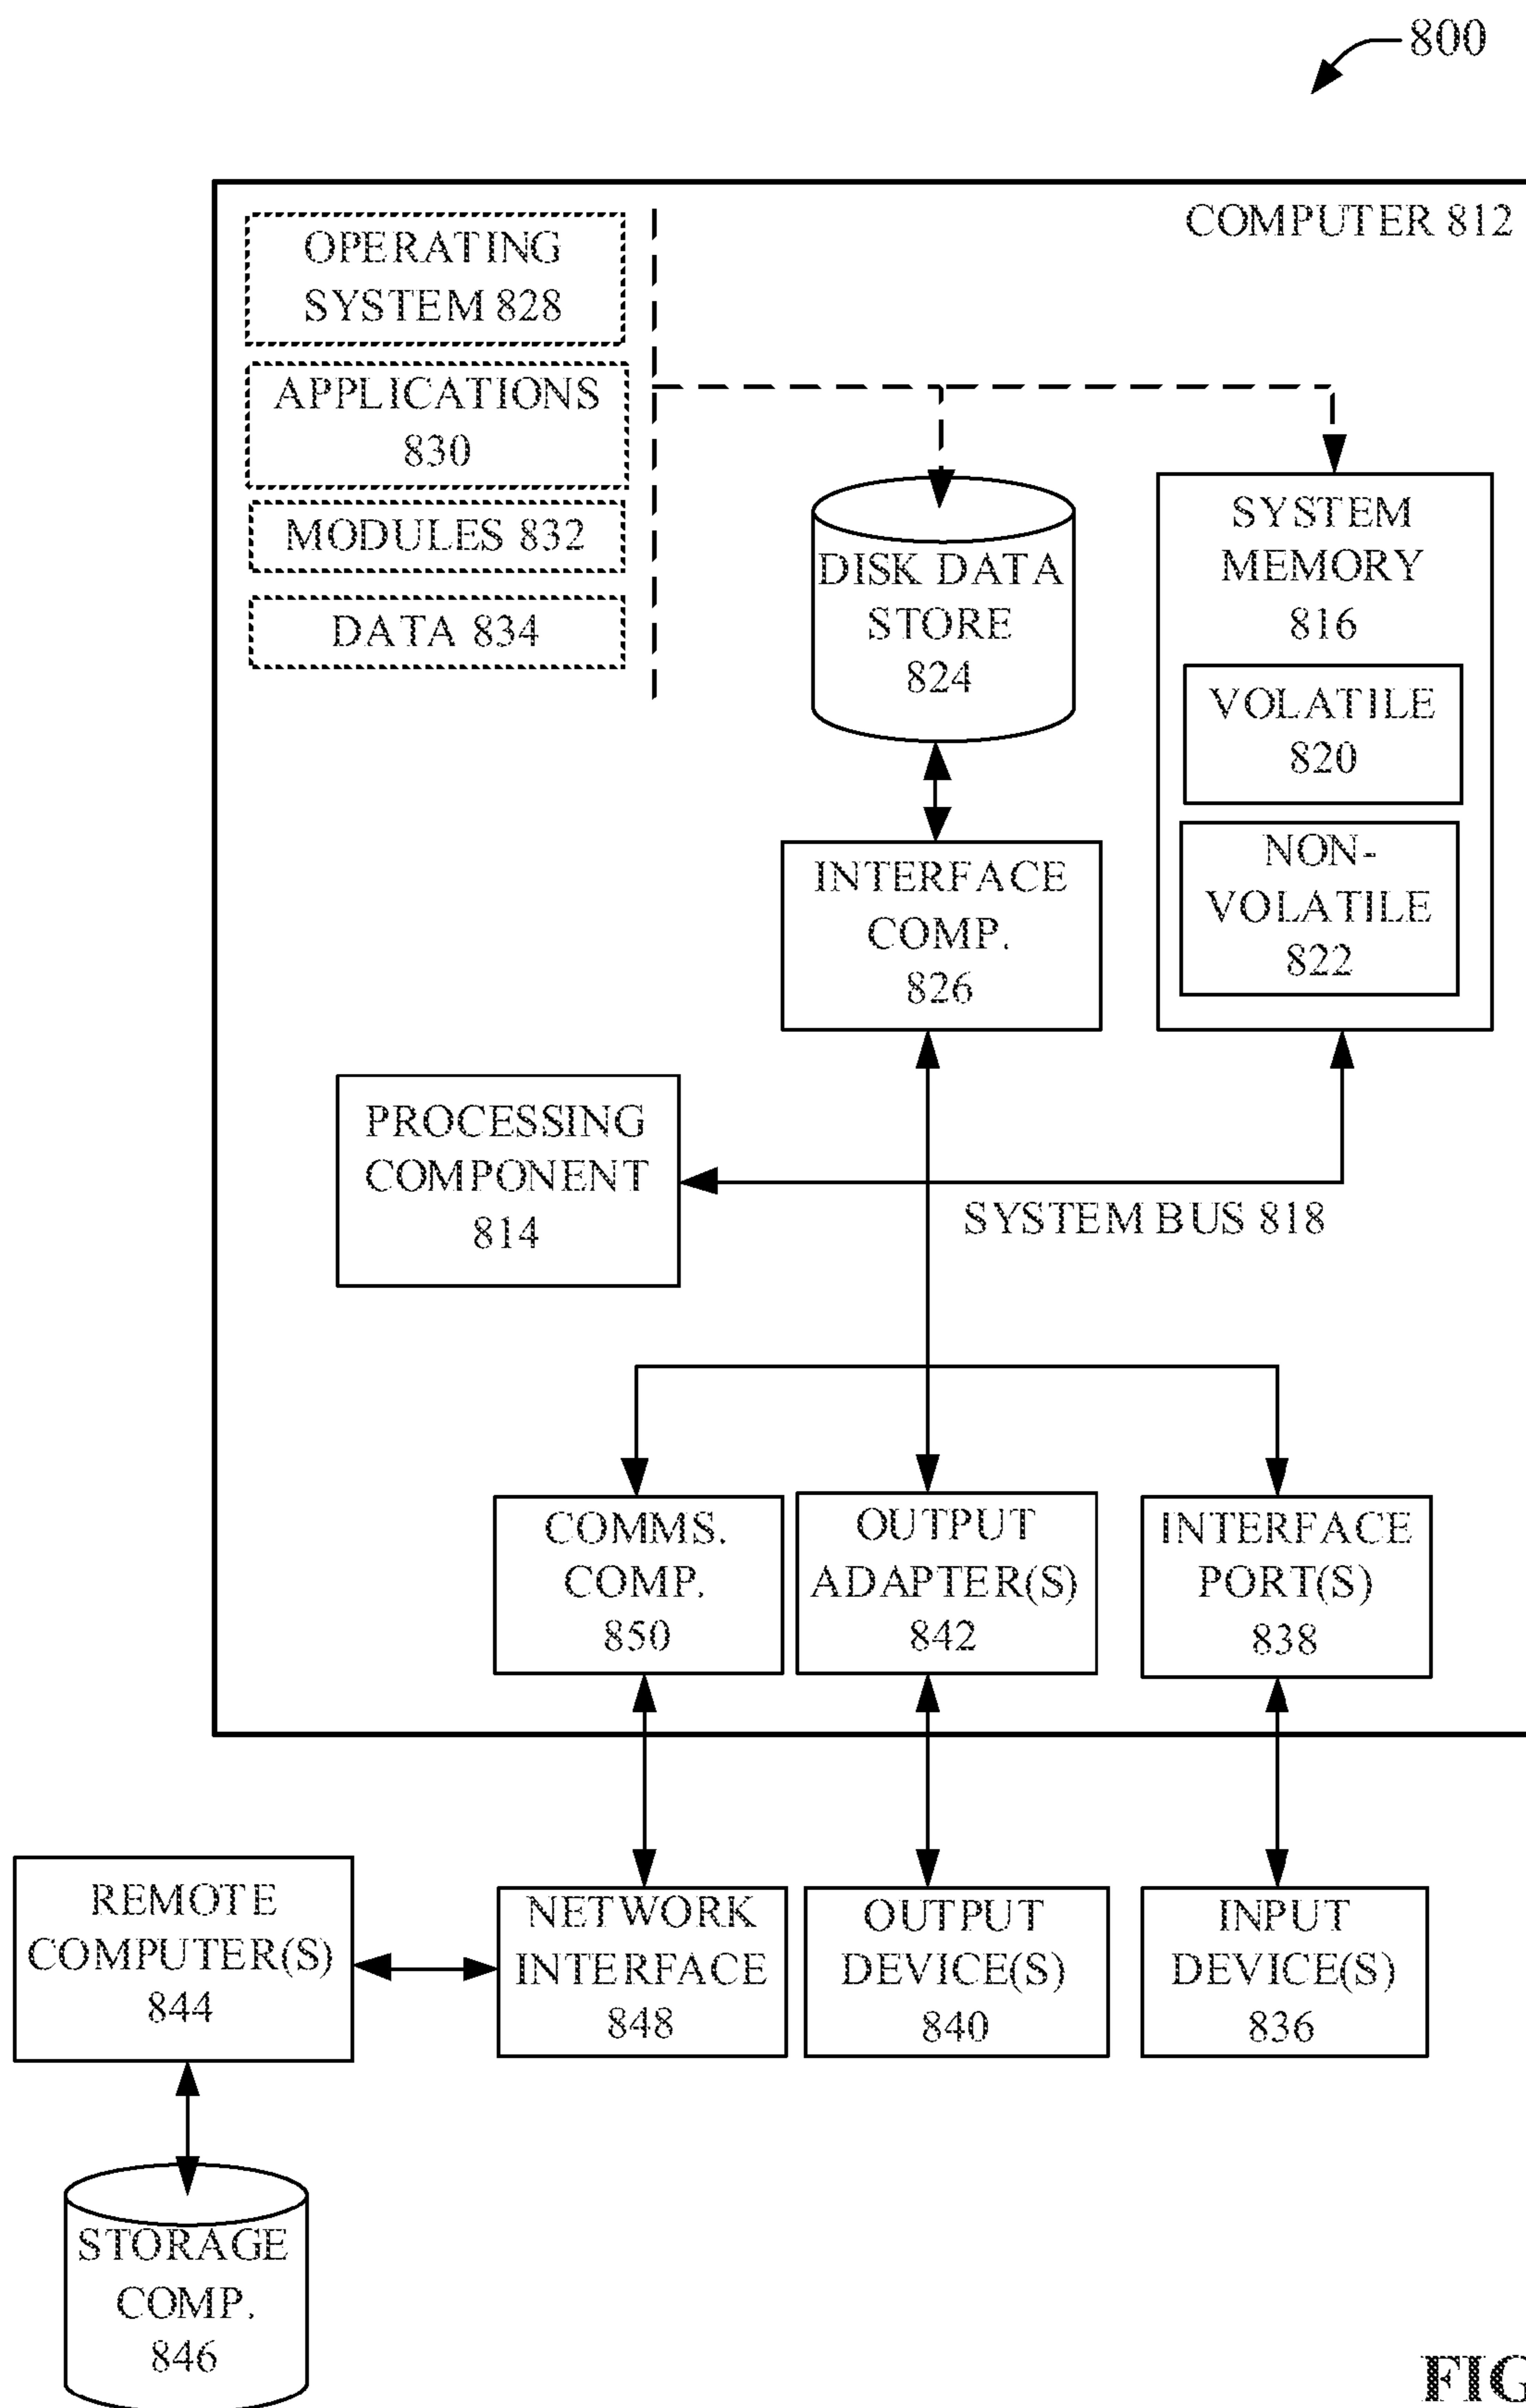 800
COMPUTER 812
OPERATING
SYSTEM 828
APPLICATIONS
830
MODULES 832
DATA 834
DISK DATA
STORE
824
SYSTEM
MEMORY
816
VOLATILE
820
NON-
VOLATILE
822
INTERFACE
COMP.
826
PROCESSING
COMPONENT
814
SYSTEM BUS 818
COMMS.
COMP.
850
OUTPUT
ADAPTER(S)
842
INTERFACE
PORT(S)
838
REMOTE
COMPUTER(S)
844
NETWORK
INTERFACE
848
OUTPUT
DEVICE(S)
840
INPUT
DEVICE(S)
836
STORAGE
COMP.
846
FIG